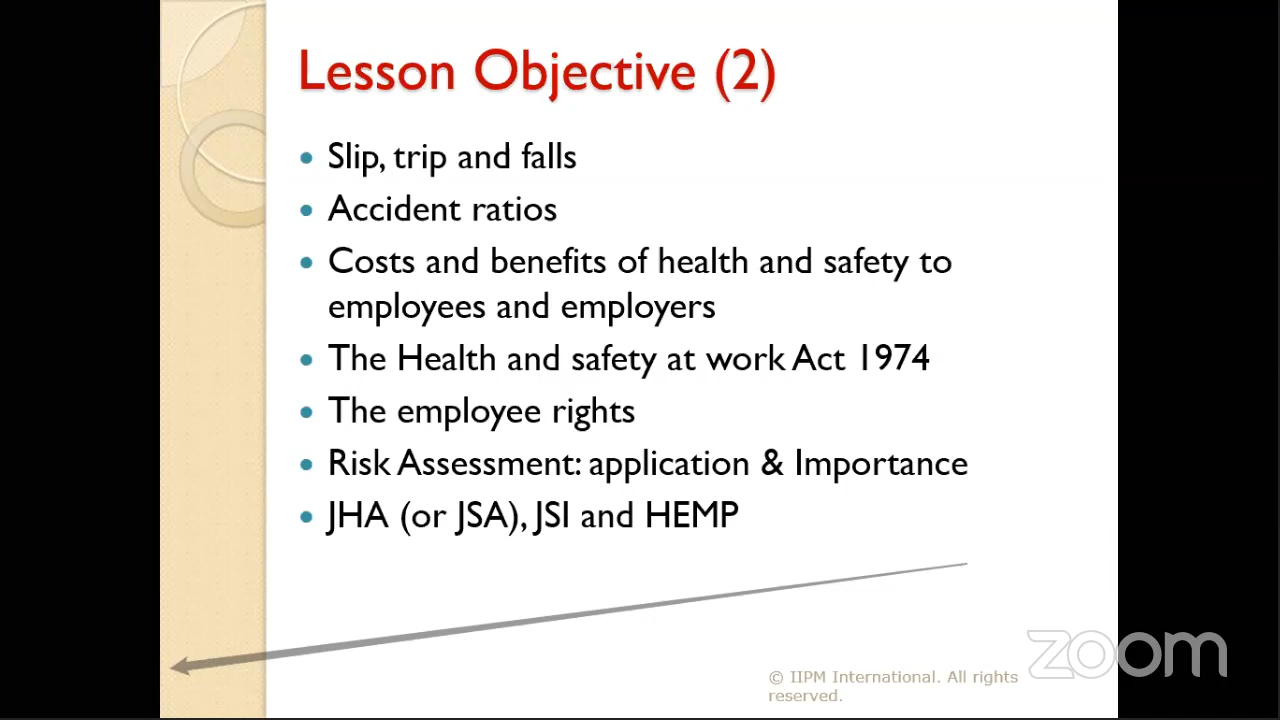 Lesson Objective (2)
• Slip, trip and falls
• Accident ratios
• Costs and benefits of health and safety to
employees and employers
• The Health and safety at work Act 1974
• The employee rights
• Risk Assessment: application & Importance
• JHA (or JSA), JSI and HEMP
zoom
© IIPM International. All rights
reserved.